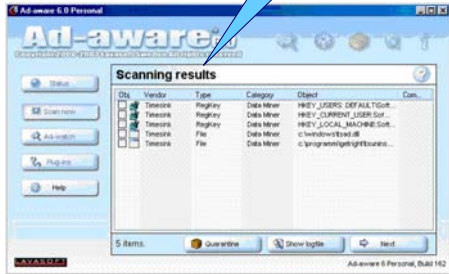 Ad-aware 6.0 Personal
Ad-aware 6
Status
Scan now
Ad-watch
Plug-ins
Help
Scanning results
Obj. Vendor Type Category Object Com...
Timesink RegKey Data Miner HKEY_USERS:.DEFAULT\Soft...
Timesink RegKey Data Miner HKEY_CURRENT_USER:Sof...
Timesink RegKey Data Miner HKEY_LOCAL_MACHINE:Soft...
Timesink File Data Miner c:\windows\tsad.dll
Timesink File Data Miner
5 items.
Quarantine
Show logfile
Next
LAVASOFT
Ad-aware 6 Personal, Build 162